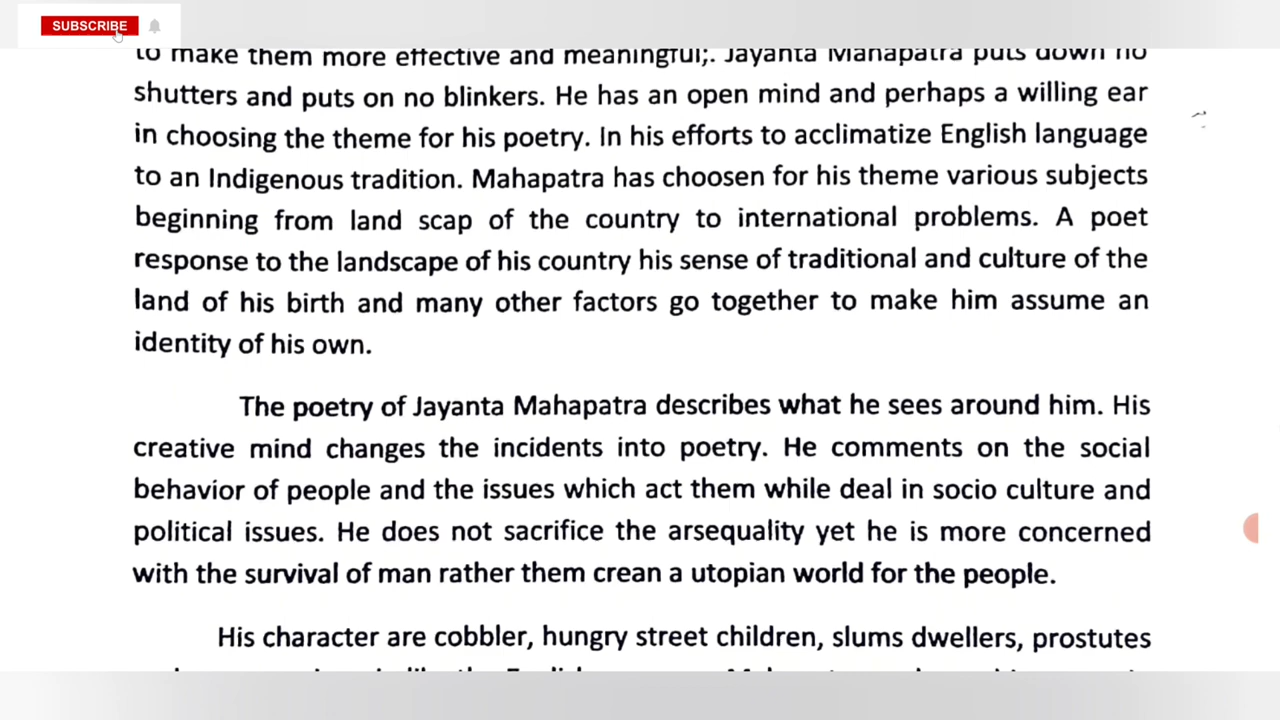 SUBSCRIBE
to make them more effective and meaningful;. Jayanta Mahapatra puts down no
shutters and puts on no blinkers. He has an open mind and perhaps a willing ear
in choosing the theme for his poetry. In his efforts to acclimatize English language
to an Indigenous tradition. Mahapatra has choosen for his theme various subjects
beginning from land scap of the country to international problems. A poet
response to the landscape of his country his sense of traditional and culture of the
land of his birth and many other factors go together to make him assume an
identity of his own.
The poetry of Jayanta Mahapatra describes what he sees around him. His
creative mind changes the incidents into poetry. He comments on the social
behavior of people and the issues which act them while deal in socio culture and
political issues. He does not sacrifice the arsequality yet he is more concerned
with the survival of man rather them crean a utopian world for the people.
His character are cobbler, hungry street children, slums dwellers, prostutes